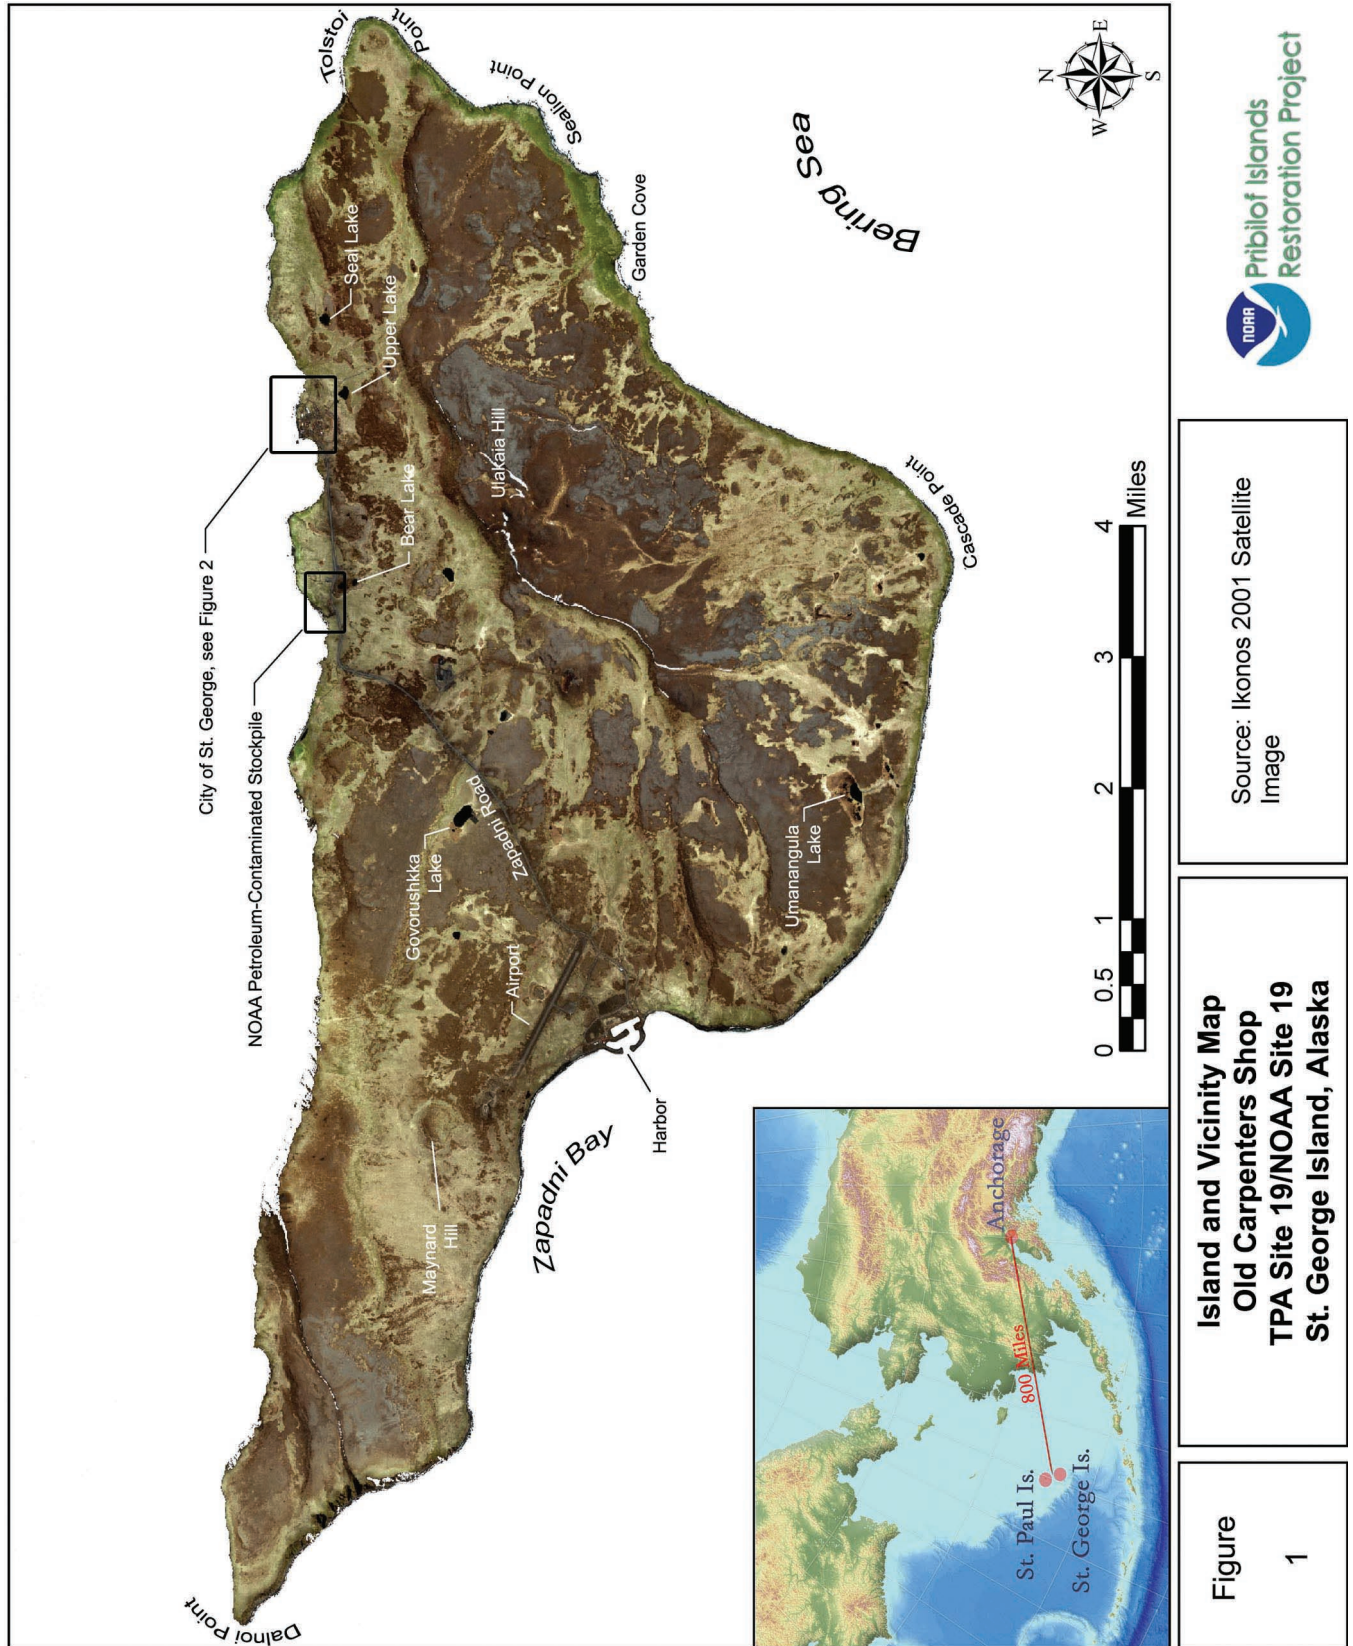 City of St. George, see Figure 2
NOAA Petroleum-Contaminated Stockpile
Tolstoi
Point
Sealion Point
Seal Lake
Upper Lake
Bear Lake
Garden Cove
Bering Sea
Ulakaia Hill
Govorushkka
Lake
Zapadni Road
Airport
Maynard
Hill
Dalnoi Point
Zapadni Bay
Harbor
Umanangula
Lake
Cascade Point
N
W
E
S
0
0.5
1
2
3
4
Miles
Anchorage
800 Miles
St. Paul Is.
St. George Is.
Figure
1
Island and Vicinity Map
Old Carpenters Shop
TPA Site 19/NOAA Site 19
St. George Island, Alaska
Source: Ikonos 2001 Satellite
Image
NOAA
Pribilof Islands
Restoration Project